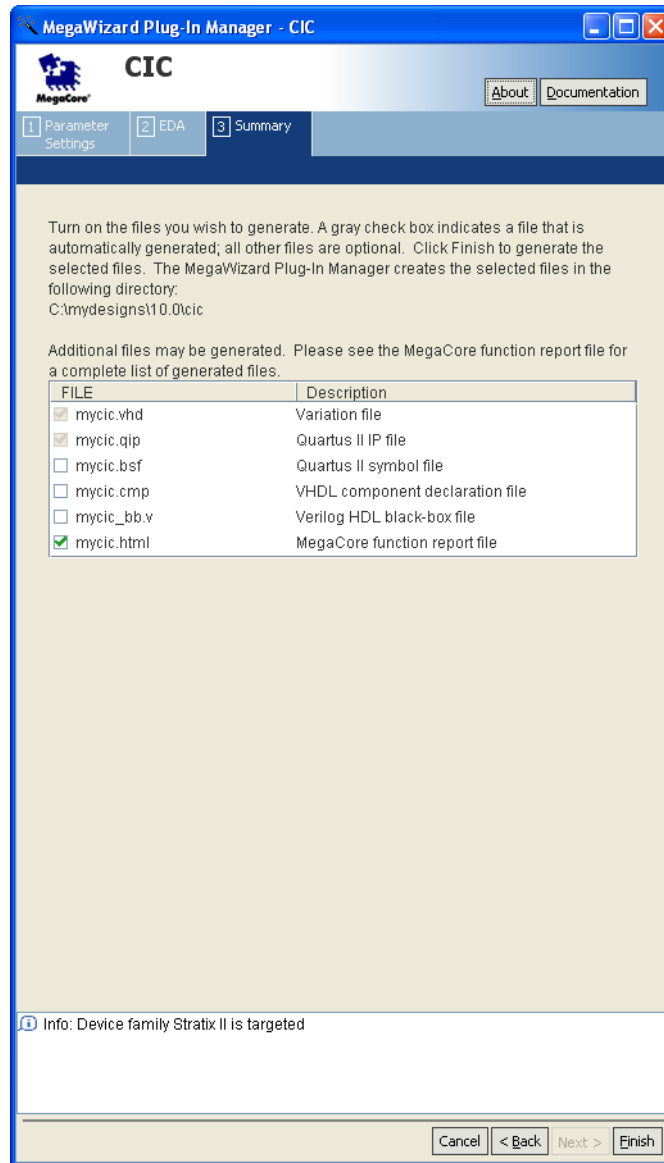 MegaWizard Plug-In Manager - CIC
CIC
MegaCore®
About Documentation
1 Parameter Settings 2 EDA 3 Summary
Turn on the files you wish to generate. A gray check box indicates a file that is
automatically generated; all other files are optional. Click Finish to generate the
selected files. The MegaWizard Plug-In Manager creates the selected files in the
following directory:
C:\mydesigns\10.0\cic
Additional files may be generated. Please see the MegaCore function report file for
a complete list of generated files.
FILE Description
mycic.vhd Variation file
mycic.qip Quartus II IP file
mycic.bsf Quartus II symbol file
mycic.cmp VHDL component declaration file
mycic_bb.v Verilog HDL black-box file
mycic.html MegaCore function report file
Info: Device family Stratix II is targeted
Cancel < Back Next > Finish